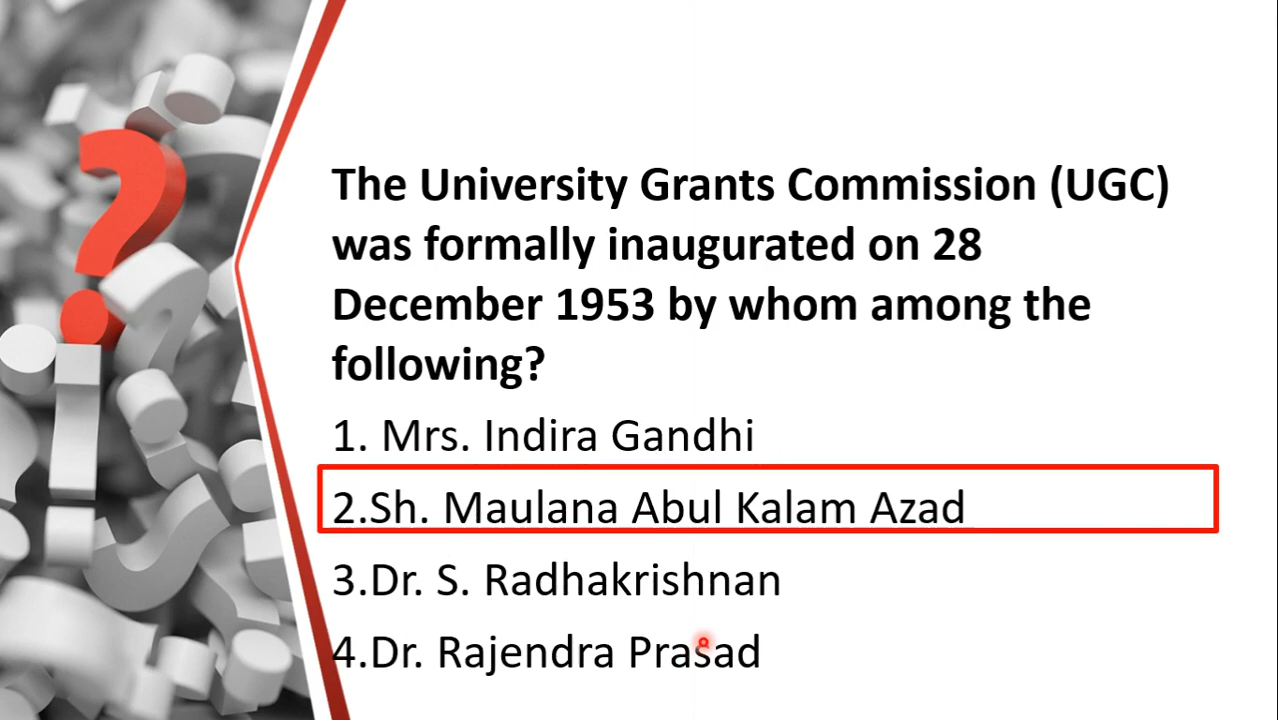 The University Grants Commission (UGC)
was formally inaugurated on 28
December 1953 by whom among the
following?
1. Mrs. Indira Gandhi
2.Sh. Maulana Abul Kalam Azad
3.Dr. S. Radhakrishnan
4.Dr. Rajendra Prasad